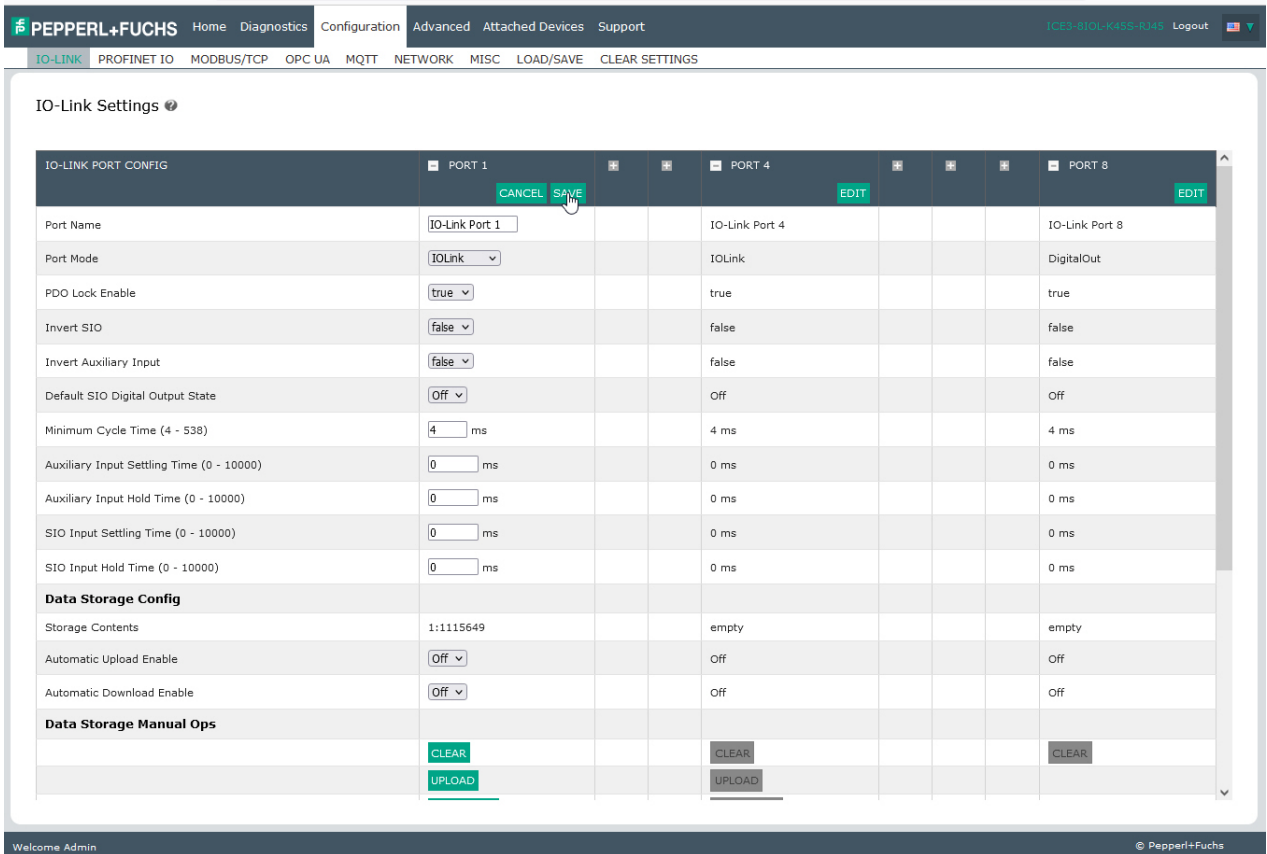 PEPPERL+FUCHS Home Diagnostics Configuration Advanced Attached Devices Support ICE3-8IOL-K45S-RJ45 Logout
IO-LINK PROFINET IO MODBUS/TCP OPC UA MQTT NETWORK MISC LOAD/SAVE CLEAR SETTINGS
IO-Link Settings ?
IO-LINK PORT CONFIG PORT 1 PORT 4 PORT 8
CANCEL SAVE EDIT EDIT
Port Name IO-Link Port 1 IO-Link Port 4 IO-Link Port 8
Port Mode IOLink IOLink DigitalOut
PDO Lock Enable true true true
Invert SIO false false false
Invert Auxiliary Input false false false
Default SIO Digital Output State Off Off Off
Minimum Cycle Time (4 - 538) 4 ms 4 ms 4 ms
Auxiliary Input Settling Time (0 - 10000) 0 ms 0 ms 0 ms
Auxiliary Input Hold Time (0 - 10000) 0 ms 0 ms 0 ms
SIO Input Settling Time (0 - 10000) 0 ms 0 ms 0 ms
SIO Input Hold Time (0 - 10000) 0 ms 0 ms 0 ms
Data Storage Config
Storage Contents 1:1115649 empty empty
Automatic Upload Enable Off Off Off
Automatic Download Enable Off Off Off
Data Storage Manual Ops
CLEAR CLEAR CLEAR
UPLOAD UPLOAD
Welcome Admin © Pepperl+Fuchs